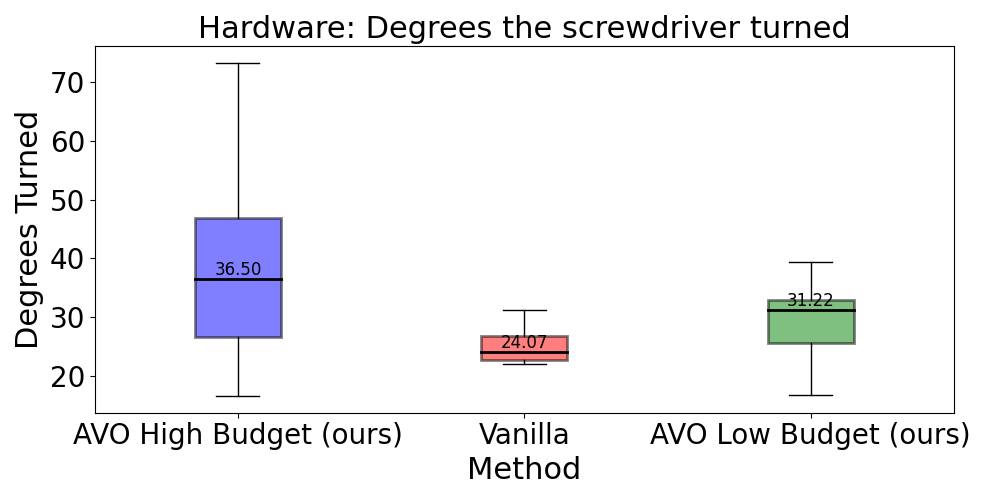 Hardware: Degrees the screwdriver turned
Degrees Turned
70
60
50
40
30
20
36.50
24.07
31.22
AVO High Budget (ours)
Vanilla
AVO Low Budget (ours)
Method